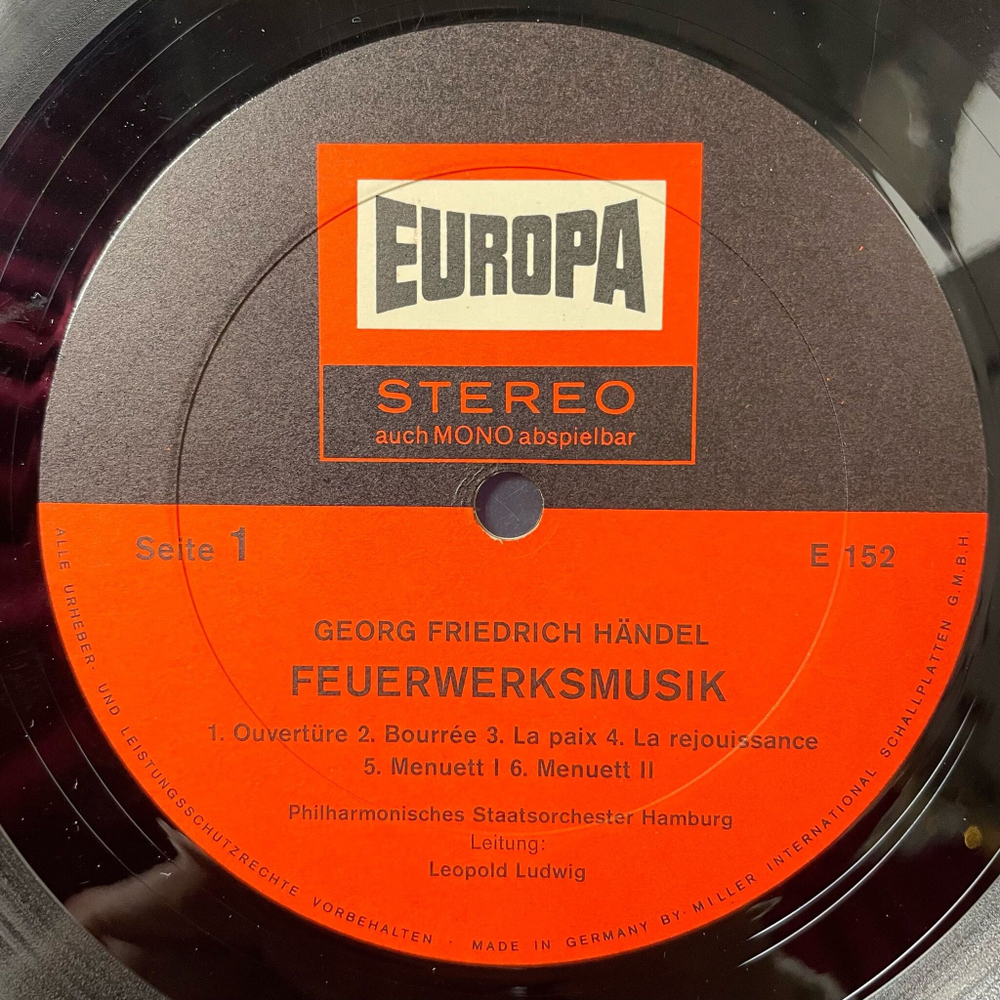 EUROPA
STEREO
auch MONO abspielbar
Seite 1
E 152
GEORG FRIEDRICH HÄNDEL
FEUERWERKSMUSIK
1. Ouvertüre 2. Bourrée 3. La paix 4. La rejouissance
5. Menuett I 6. Menuett II
Philharmonisches Staatsorchester Hamburg
Leitung:
Leopold Ludwig
ALLE URHEBER- UND LEISTUNGSSCHUTZRECHTE VORBEHALTEN · MADE IN GERMANY BY· MILLER INTERNATIONAL SCHALLPLATTEN G.M.B.H.